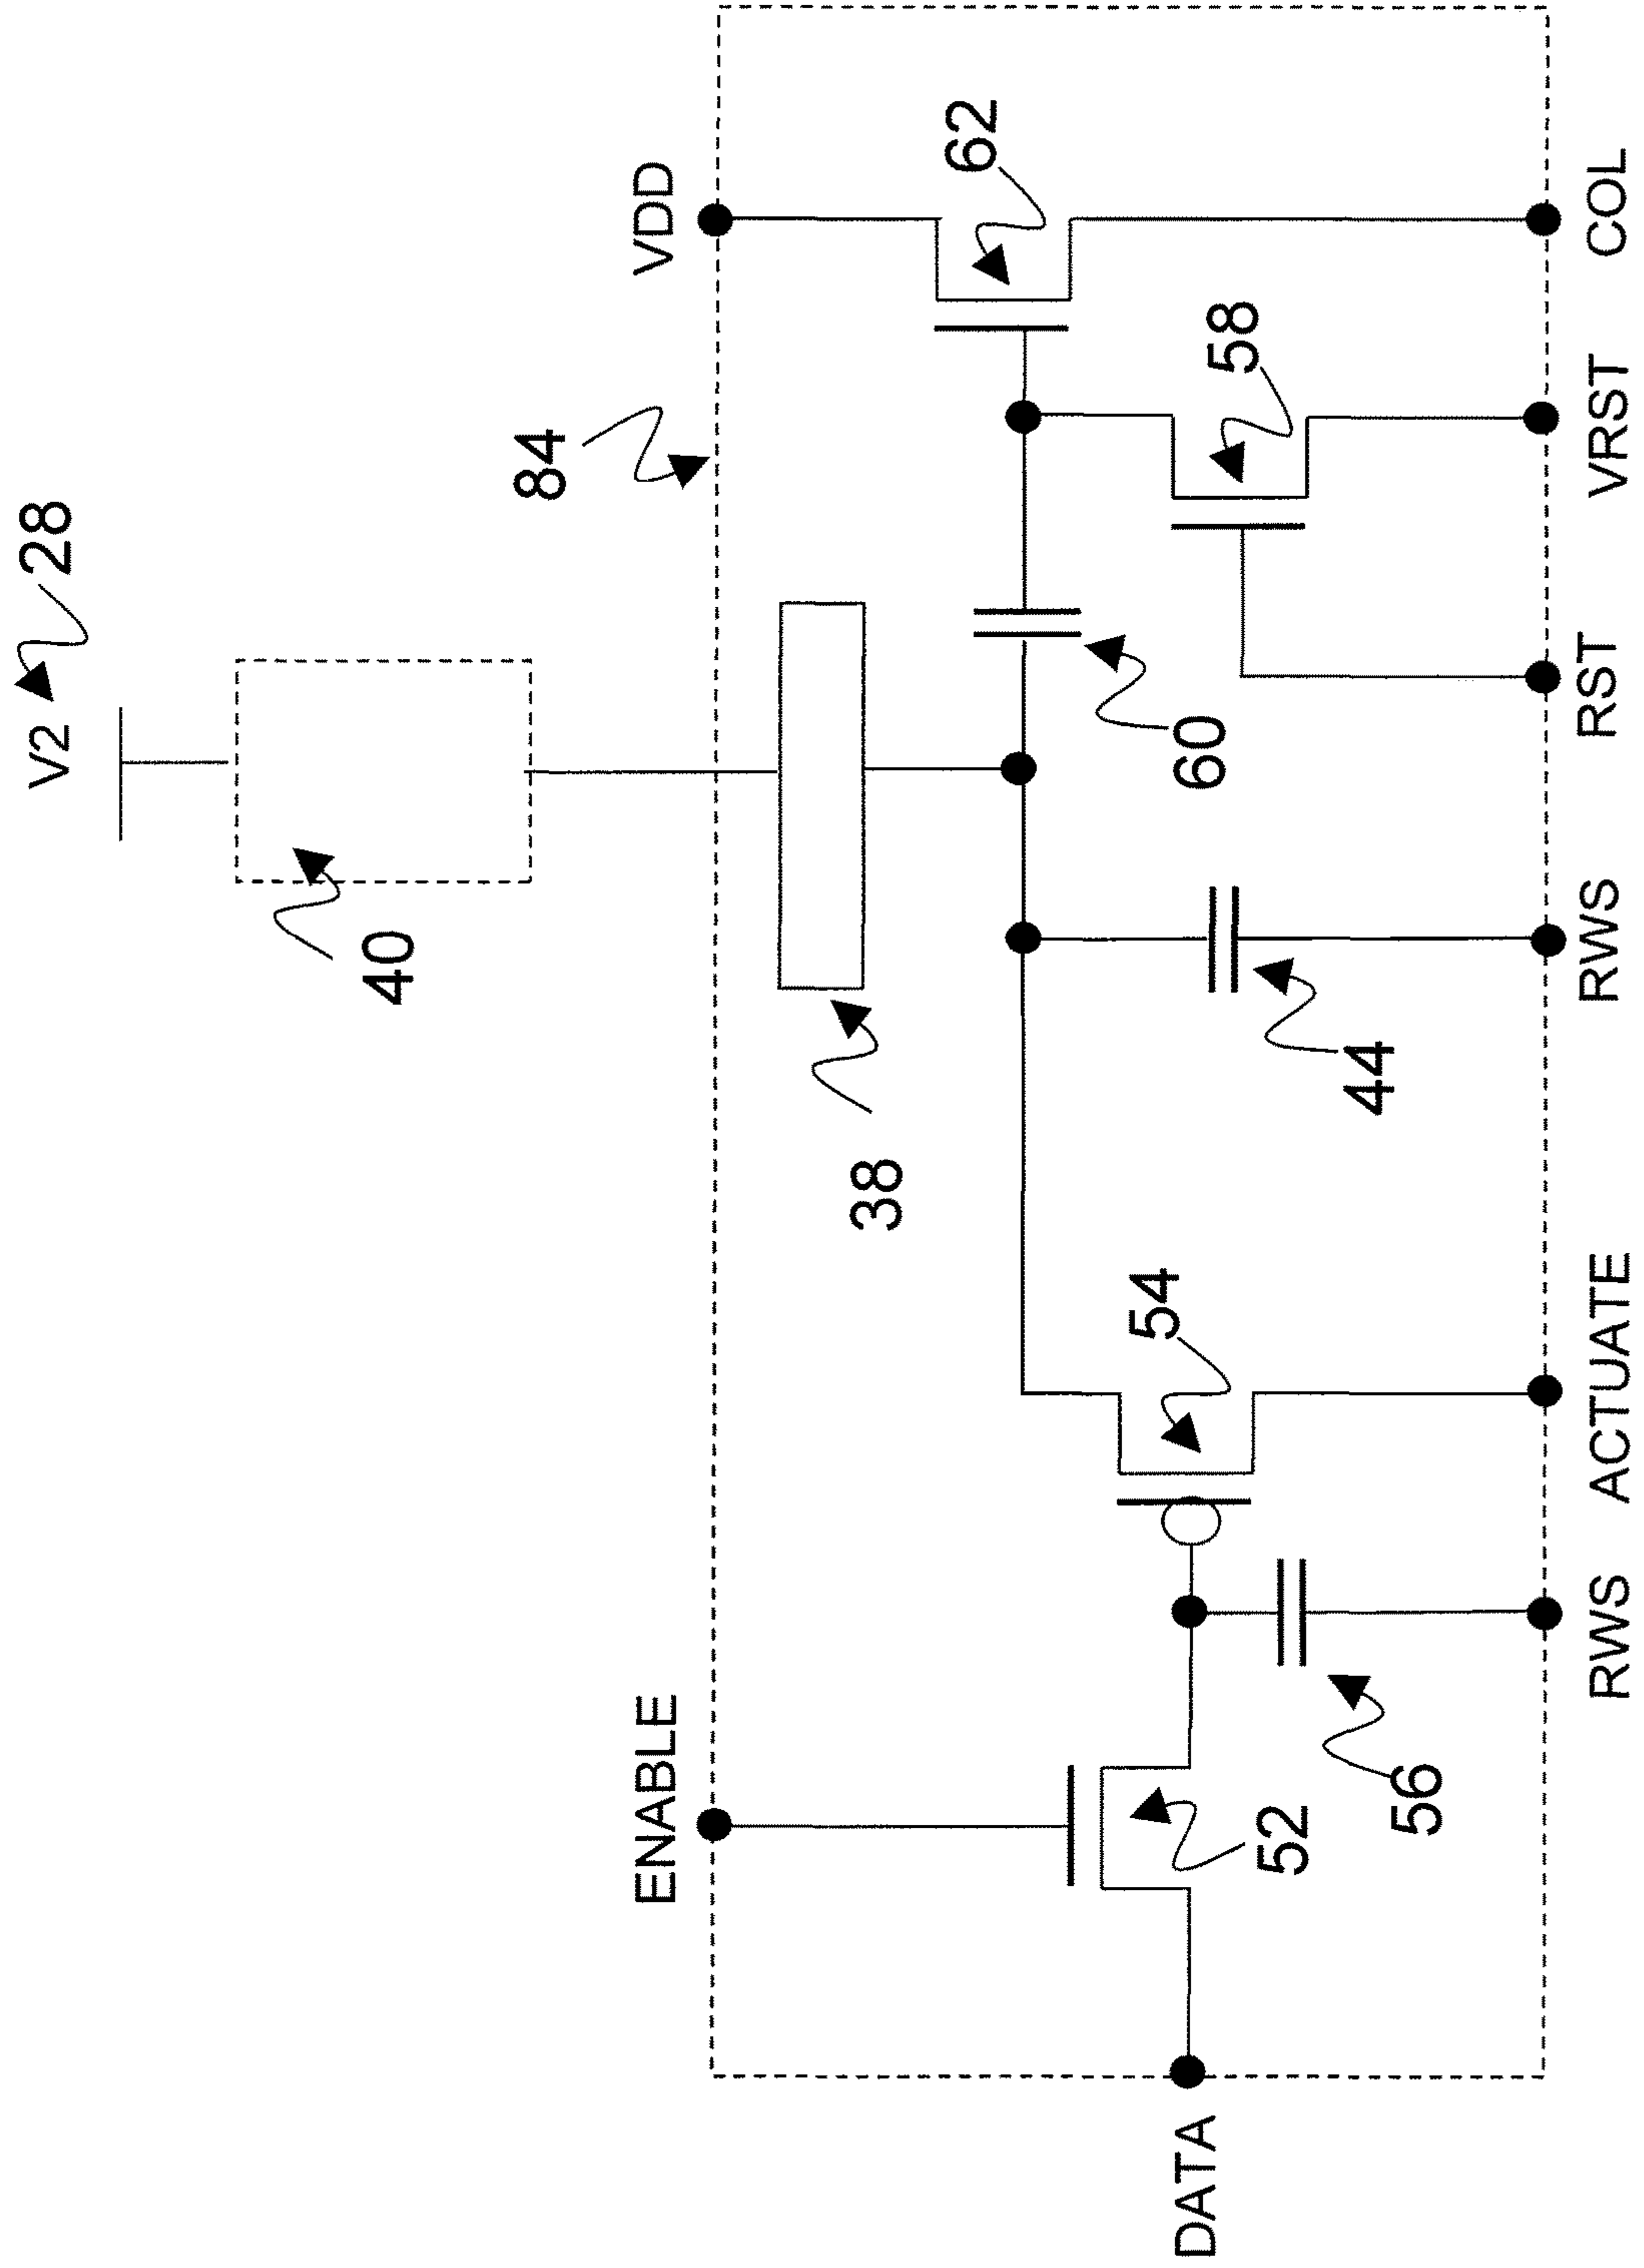 V2
28
40
84
ENABLE
VDD
38
62
54
60
58
52
44
56
DATA
RWS
ACTUATE
RWS
RST
VRST
COL